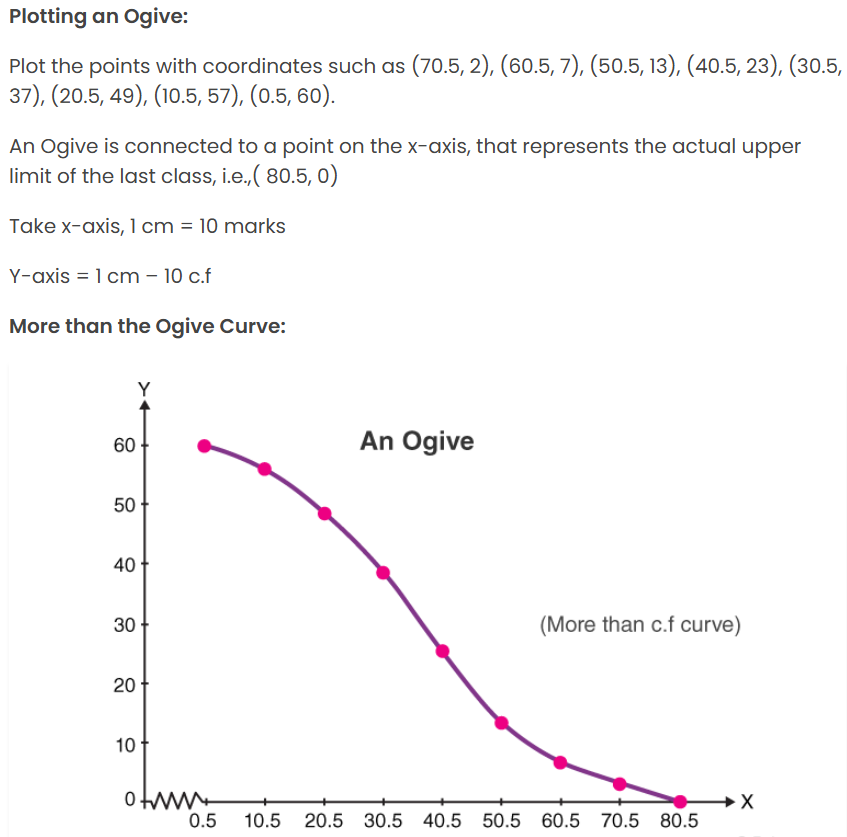 Plotting an Ogive:
Plot the points with coordinates such as (70.5, 2), (60.5, 7), (50.5, 13), (40.5, 23), (30.5,
37), (20.5, 49), (10.5, 57), (0.5, 60).
An Ogive is connected to a point on the x-axis, that represents the actual upper
limit of the last class, i.e.,( 80.5, 0)
Take x-axis, 1 cm = 10 marks
Y-axis = 1 cm – 10 c.f
More than the Ogive Curve:
Y
An Ogive
60
50
40
30
(More than c.f curve)
20
10
0
X
0.5 10.5 20.5 30.5 40.5 50.5 60.5 70.5 80.5